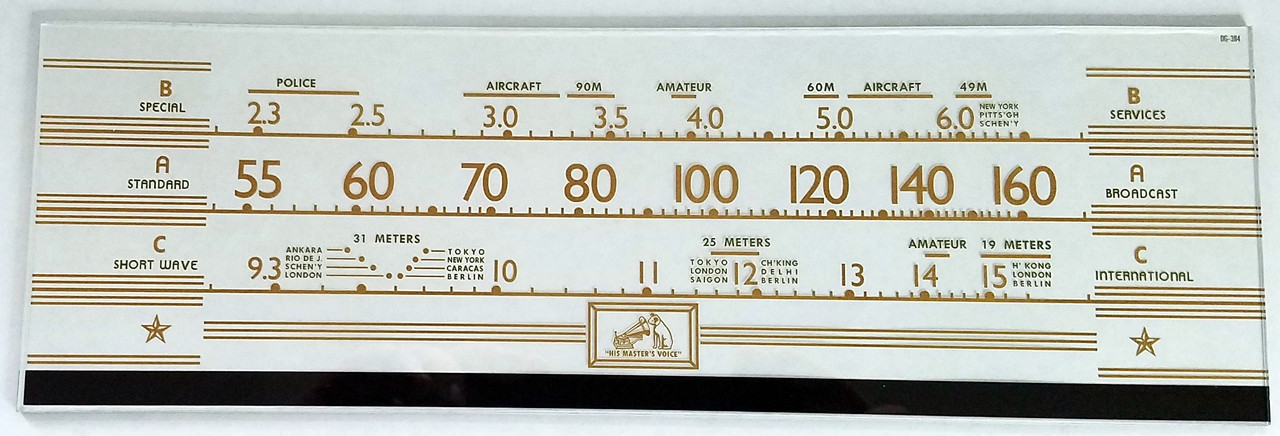 DG-384
POLICE AIRCRAFT 90M AMATEUR 60M AIRCRAFT 49M
B SPECIAL
2.3 2.5 3.0 3.5 4.0 5.0 6.0
NEW YORK
PITTS'GH
SCHEN'Y
B SERVICES
A STANDARD
55 60 70 80 100 120 140 160
A BROADCAST
31 METERS 25 METERS AMATEUR 19 METERS
C SHORT WAVE
9.3
ANKARA
RIO DE J.
SCHEN'Y
LONDON
TOKYO
NEW YORK
CARACAS
BERLIN
10 11
TOKYO
LONDON
SAIGON
12
CH'KING
DELHI
BERLIN
13 14 15
H' KONG
LONDON
BERLIN
C INTERNATIONAL
"HIS MASTER'S VOICE"